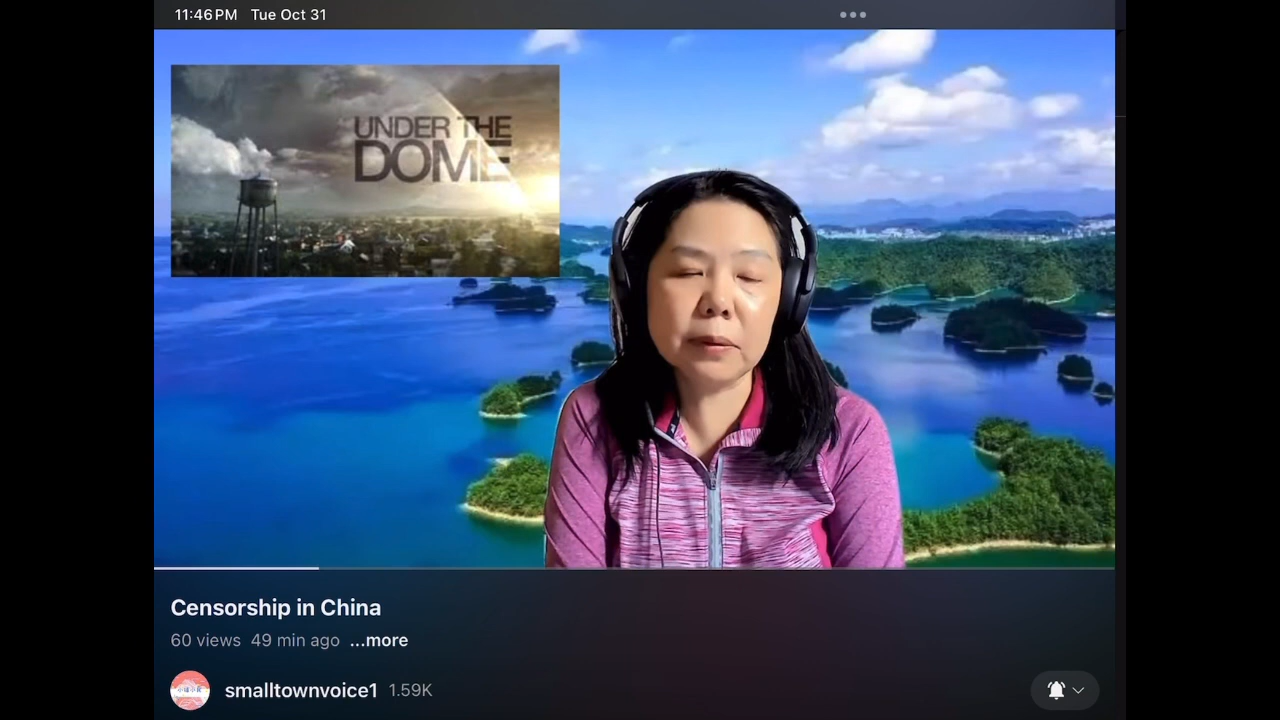 11:46 PM Tue Oct 31
UNDER THE
DOME
Censorship in China
60 views 49 min ago ...more
smalltownvoice1 1.59K